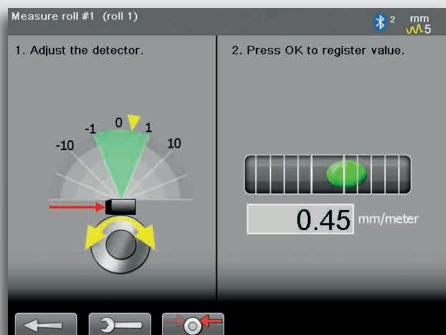 Measure roll #1 (roll 1)
2
mm
5
1. Adjust the detector.
2. Press OK to register value.
-10
-1
0
1
10
0.45 mm/meter